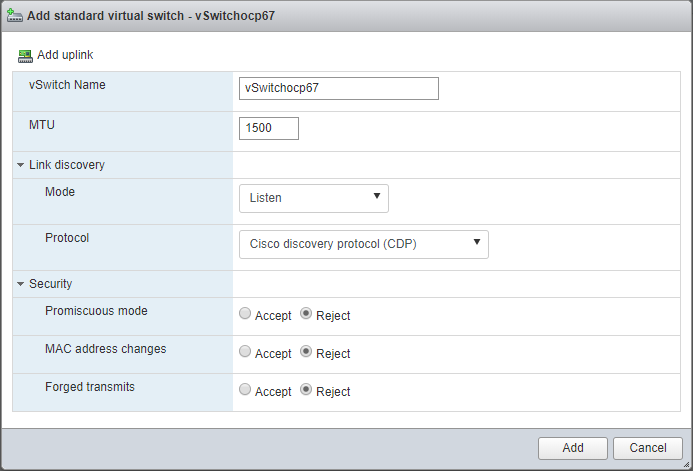 Add standard virtual switch - vSwitchocp67
Add uplink
vSwitch Name vSwitchocp67
MTU 1500
Link discovery
Mode Listen
Protocol Cisco discovery protocol (CDP)
Security
Promiscuous mode Accept Reject
MAC address changes Accept Reject
Forged transmits Accept Reject
Add Cancel